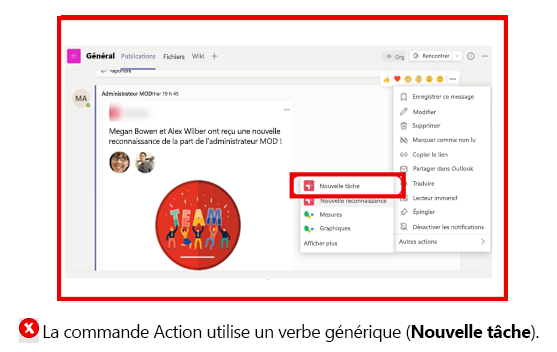 Général Publications Fichiers Wiki +
Org Rencontrer
Répondre
MA
Administrateur MOD Hier 19 h 45
Megan Bowen et Alex Wilber ont reçu une nouvelle
reconnaissance de la part de l'administrateur MOD !
TEAM
Enregistrer ce message
Modifier
Supprimer
Marquer comme non lu
Copier le lien
Partager dans Outlook
Traduire
Lecteur immersif
Épingler
Désactiver les notifications
Autres actions
Nouvelle tâche
Nouvelle reconnaissance
Mesures
Graphiques
Afficher plus
La commande Action utilise un verbe générique (Nouvelle tâche).